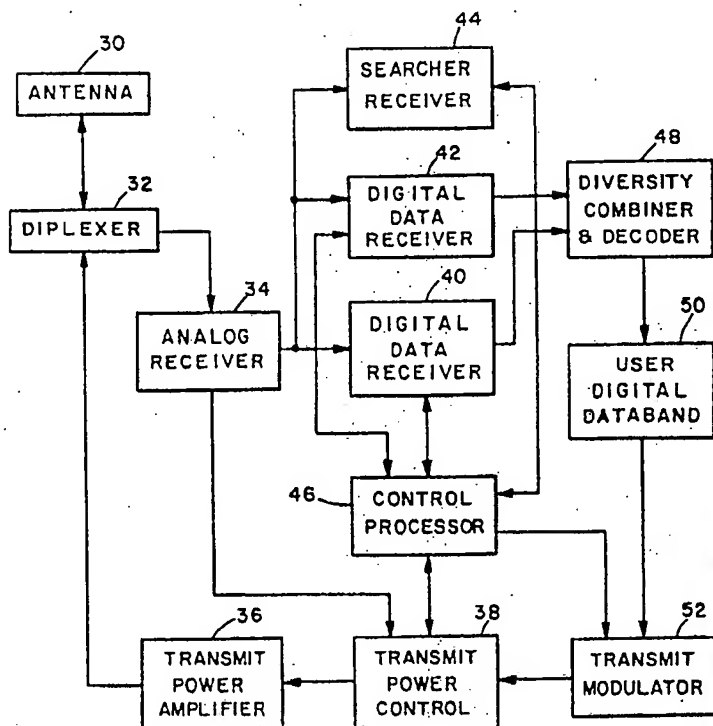 30
ANTENNA
32
DIPLEXER
34
ANALOG
RECEIVER
44
SEARCHER
RECEIVER
42
DIGITAL
DATA
RECEIVER
40
DIGITAL
DATA
RECEIVER
48
DIVERSITY
COMBINER
& DECODER
50
USER
DIGITAL
DATABAND
46
CONTROL
PROCESSOR
36
TRANSMIT
POWER
AMPLIFIER
38
TRANSMIT
POWER
CONTROL
52
TRANSMIT
MODULATOR